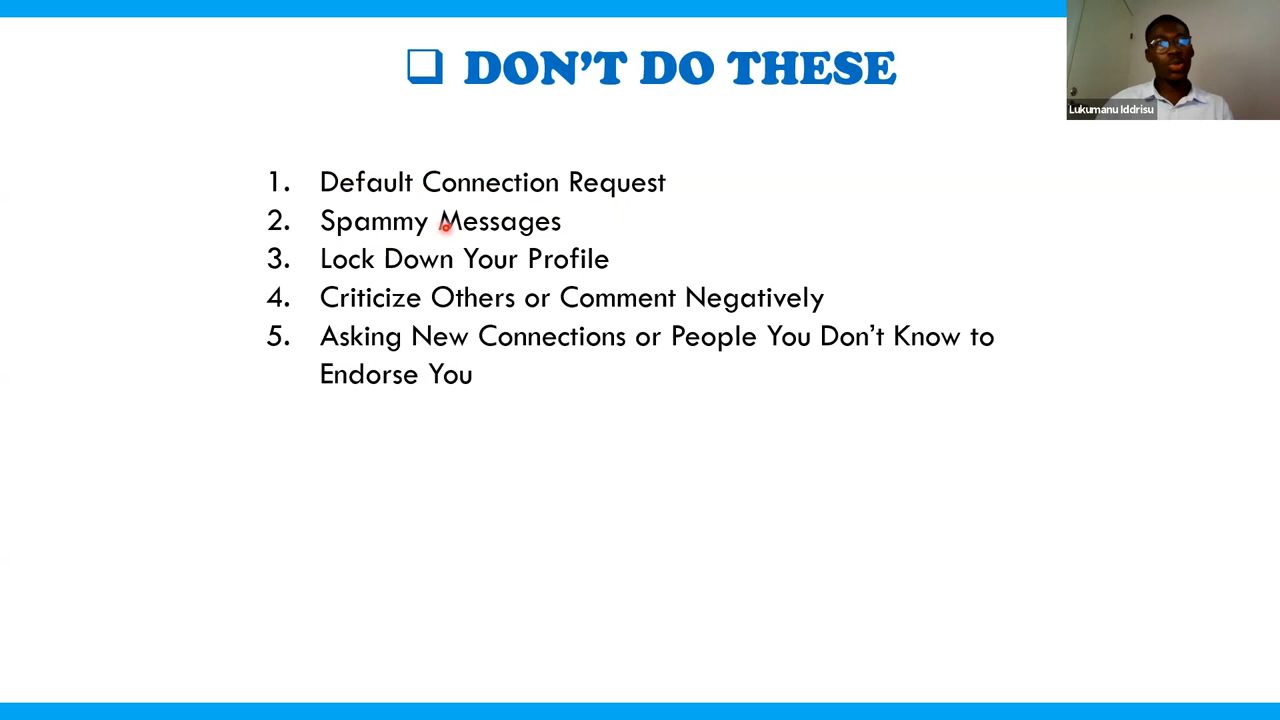 ❑ DON'T DO THESE
Lukumanu Iddrisu
1. Default Connection Request
2. Spammy Messages
3. Lock Down Your Profile
4. Criticize Others or Comment Negatively
5. Asking New Connections or People You Don't Know to
Endorse You